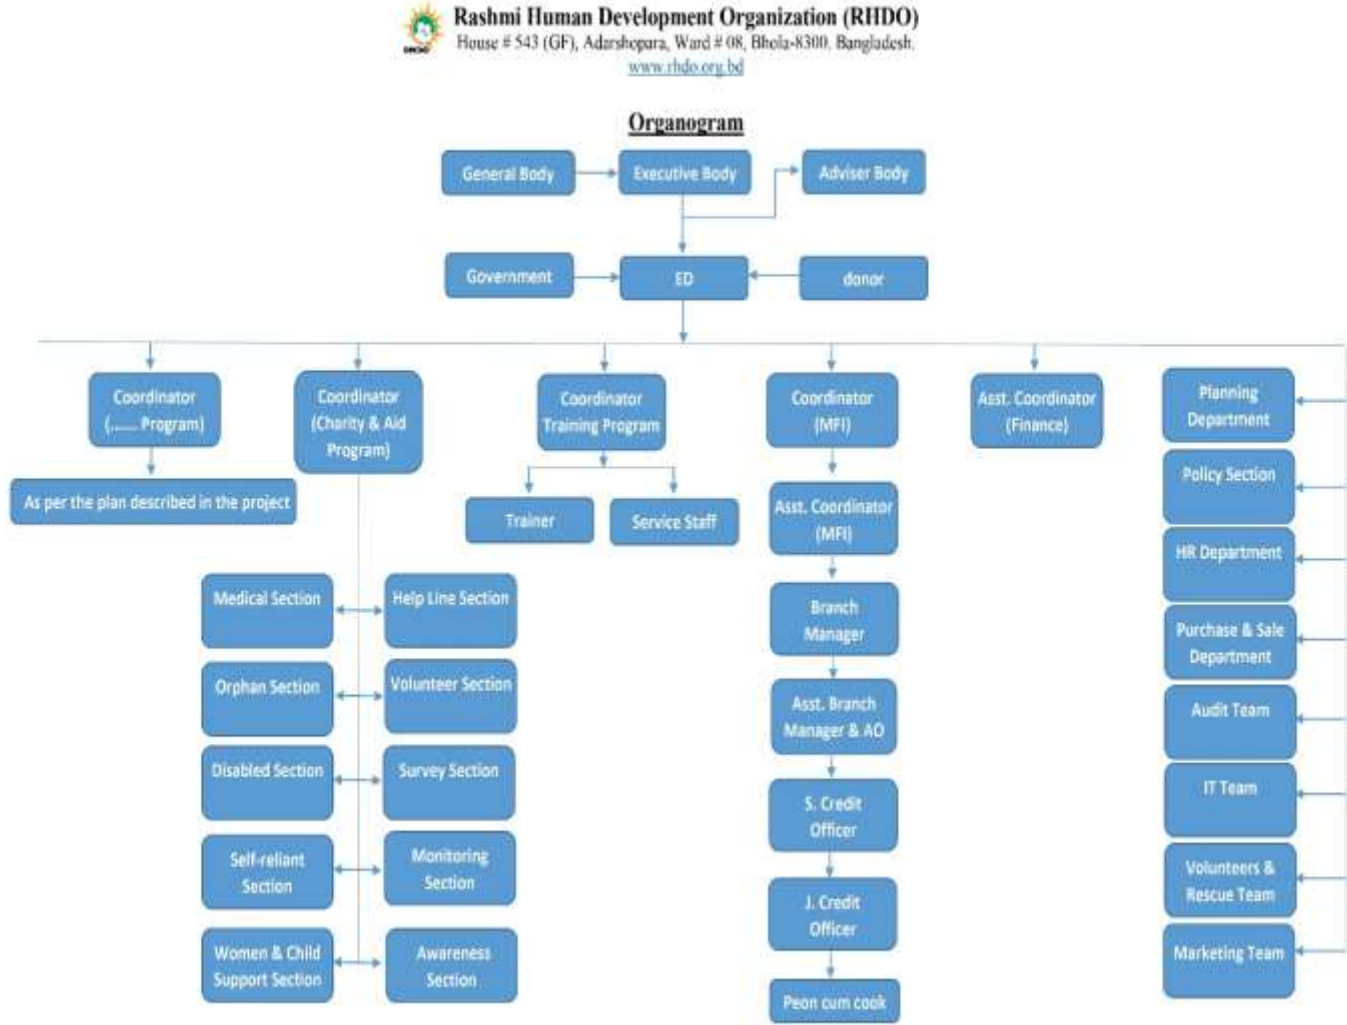 Rashmi Human Development Organization (RHDO)
House # 543 (GF), Adarshopara, Ward # 08, Bhola-8300, Bangladesh.
www.rhdo.org.bd
RHDO
Organogram
General Body
Executive Body
Adviser Body
Government
ED
donor
Coordinator
(....... Program)
Coordinator
(Charity & Aid
Program)
Coordinator
Training Program
Coordinator
(MFI)
Asst. Coordinator
(Finance)
Planning
Department
As per the plan described in the project
Trainer
Service Staff
Asst. Coordinator
(MFI)
Policy Section
HR Department
Medical Section
Help Line Section
Branch
Manager
Purchase & Sale
Department
Orphan Section
Volunteer Section
Asst. Branch
Manager & AO
Audit Team
Disabled Section
Survey Section
S. Credit
Officer
IT Team
Self-reliant
Section
Monitoring
Section
J. Credit
Officer
Volunteers &
Rescue Team
Women & Child
Support Section
Awareness
Section
Peon cum cook
Marketing Team